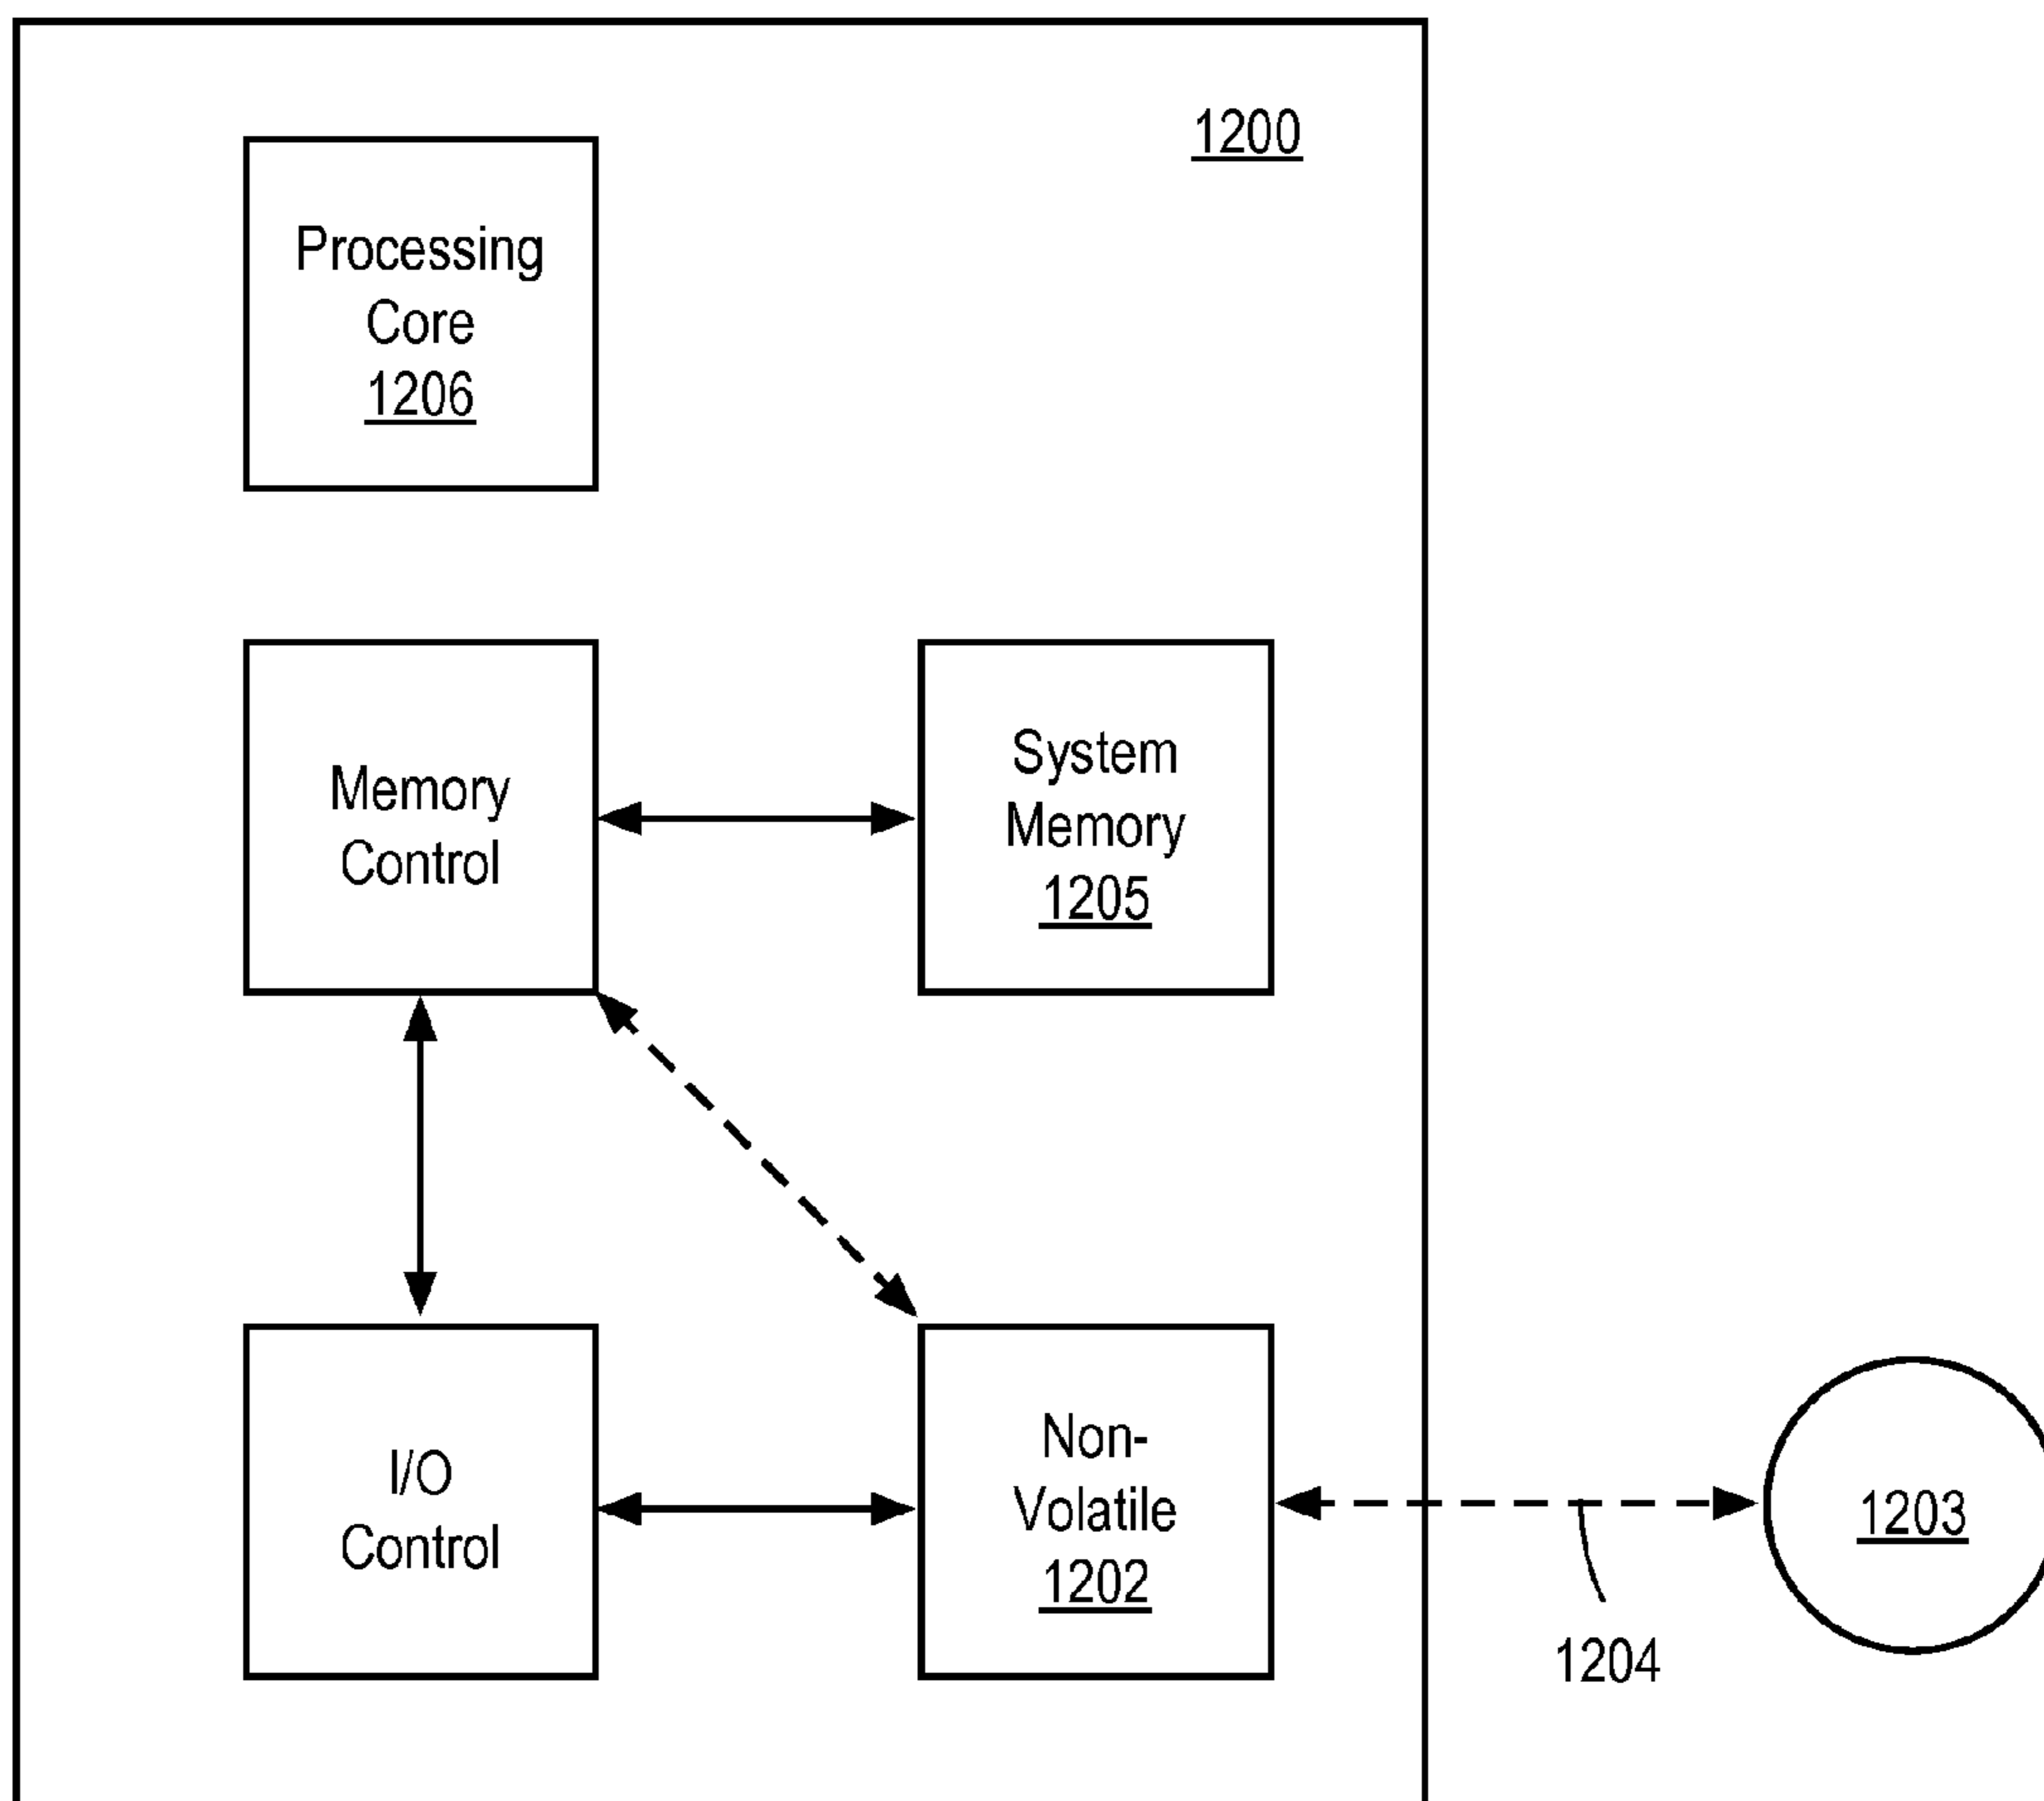 1200
Processing
Core
1206
Memory
Control
System
Memory
1205
I/O
Control
Non-
Volatile
1202
1203
1204